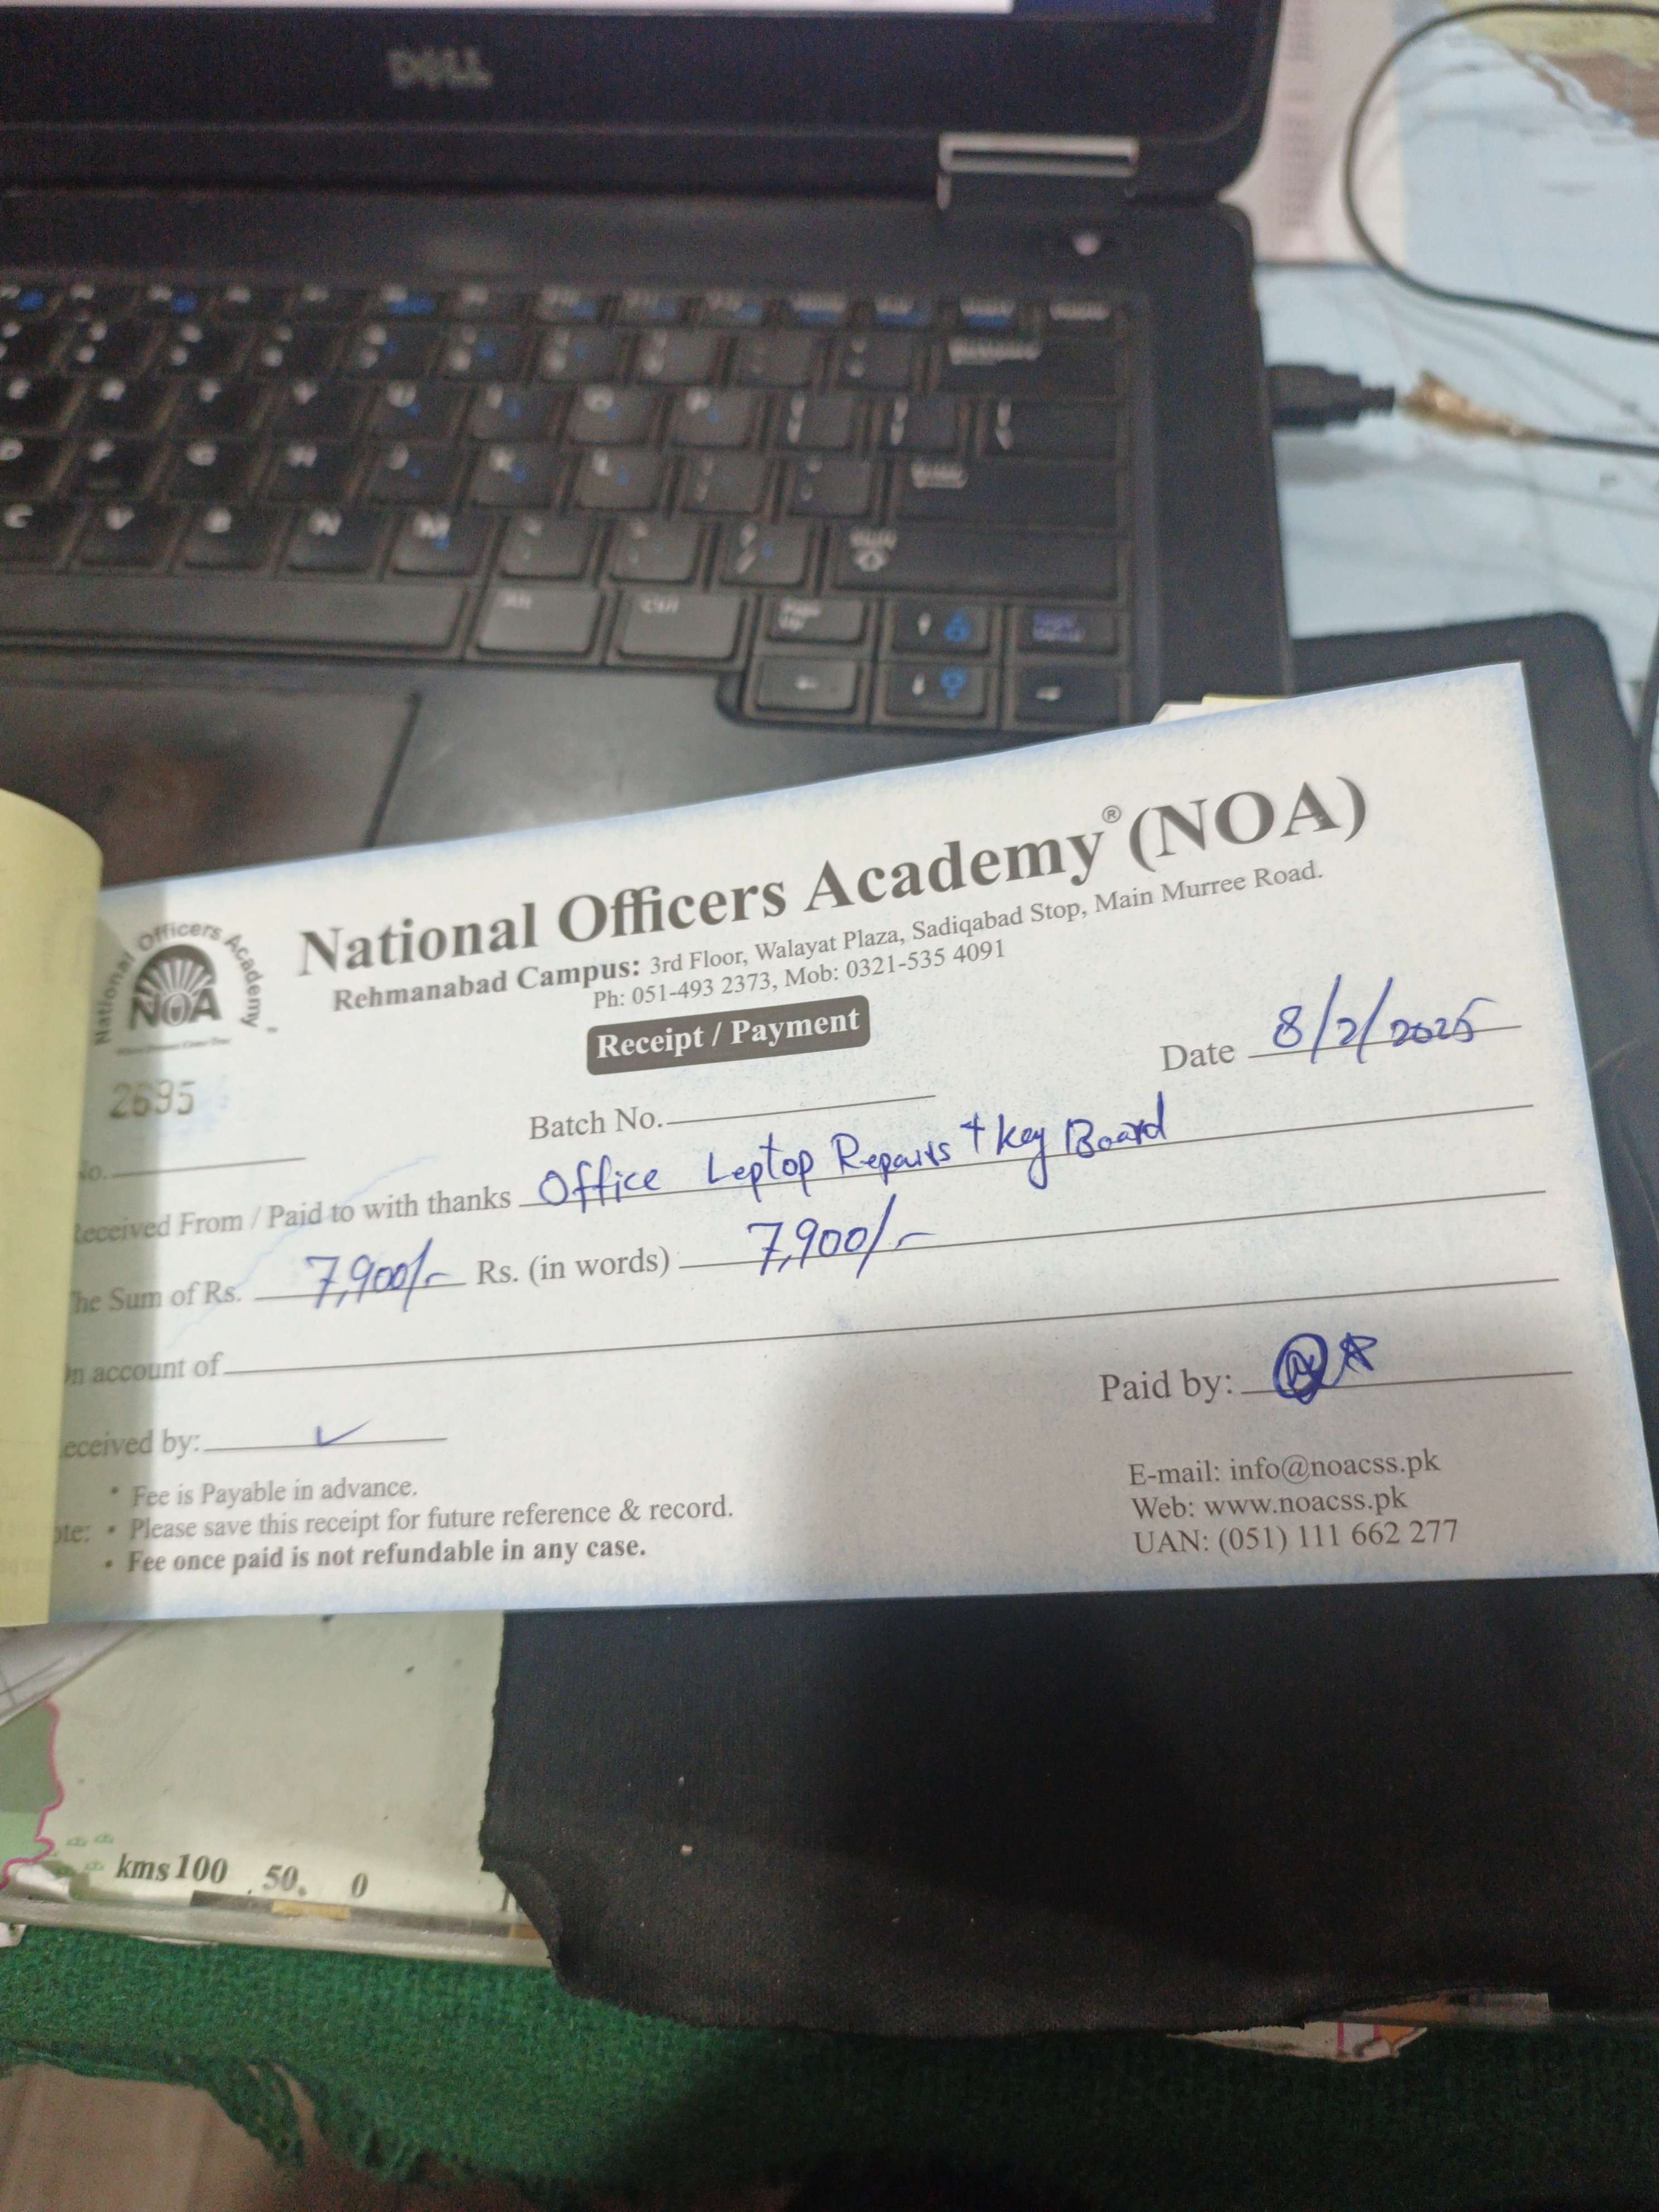 DELL
National Officers Academy® (NOA)
Rehmanabad Campus: 3rd Floor, Walayat Plaza, Sadiqabad Stop, Main Murree Road.
Ph: 051-493 2373, Mob: 0321-535 4091
National Officers Academy
NOA
Receipt / Payment
Date 8/2/2025
2695
No.
Batch No.
Received From / Paid to with thanks Office Leptop Repairs + key Board
The Sum of Rs. 7,900/- Rs. (in words) 7,900/-
On account of
Received by:
Paid by:
• Fee is Payable in advance.
Note: • Please save this receipt for future reference & record.
• Fee once paid is not refundable in any case.
E-mail: info@noacss.pk
Web: www.noacss.pk
UAN: (051) 111 662 277
kms 100 50 0